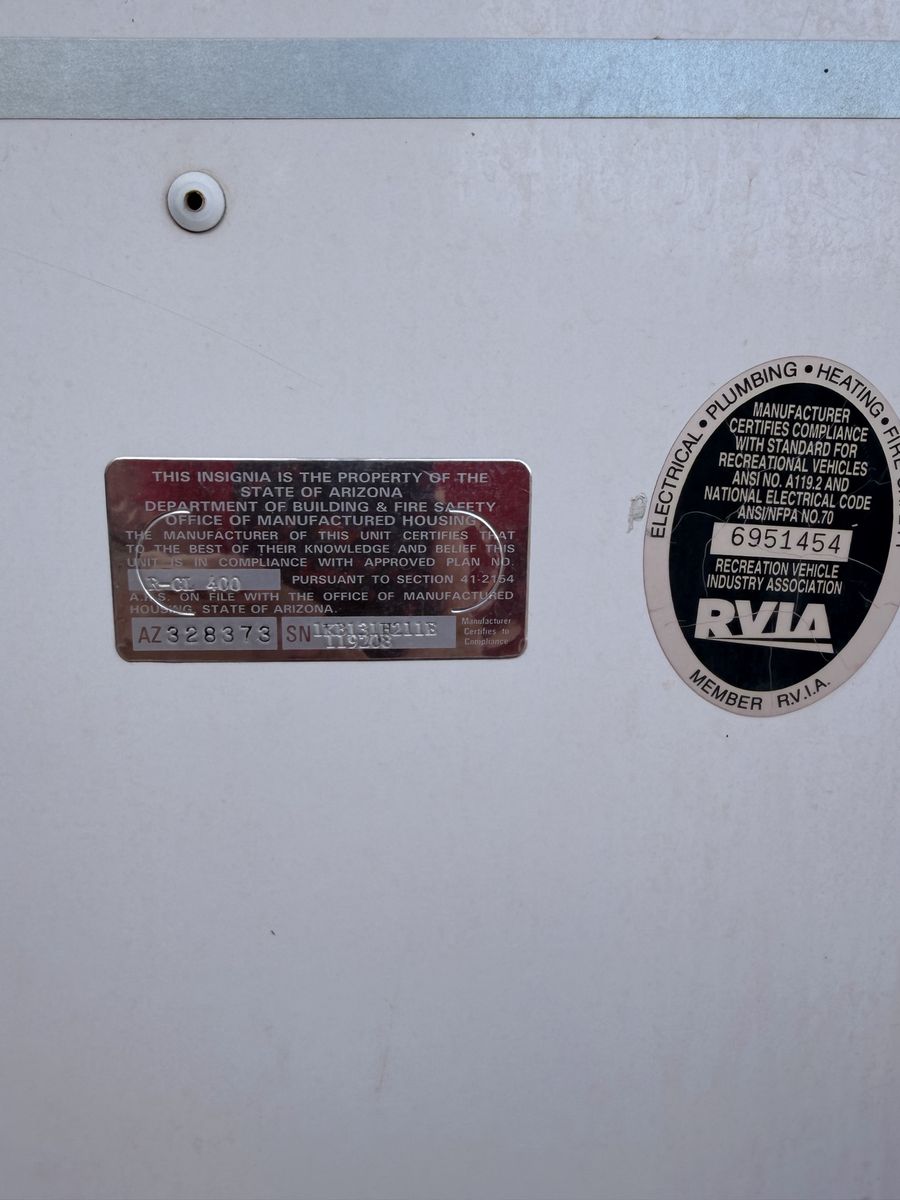 THIS INSIGNIA IS THE PROPERTY OF THE
STATE OF ARIZONA
DEPARTMENT OF BUILDING & FIRE SAFETY
OFFICE OF MANUFACTURED HOUSING
THE MANUFACTURER OF THIS UNIT CERTIFIES THAT
TO THE BEST OF THEIR KNOWLEDGE AND BELIEF THIS
UNIT IS IN COMPLIANCE WITH APPROVED PLAN NO.
R-CL 400 PURSUANT TO SECTION 41-2154
A.R.S. ON FILE WITH THE OFFICE OF MANUFACTURED
HOUSING, STATE OF ARIZONA.
AZ 328373 SN
119208
Manufacturer
Certifies to
Compliance
ELECTRICAL • PLUMBING • HEATING •
MANUFACTURER
CERTIFIES COMPLIANCE
WITH STANDARD FOR
RECREATIONAL VEHICLES
ANSI NO. A119.2 AND
NATIONAL ELECTRICAL CODE
ANSI/NFPA NO.70
6951454
RECREATION VEHICLE
INDUSTRY ASSOCIATION
RVIA
MEMBER R.V.I.A.